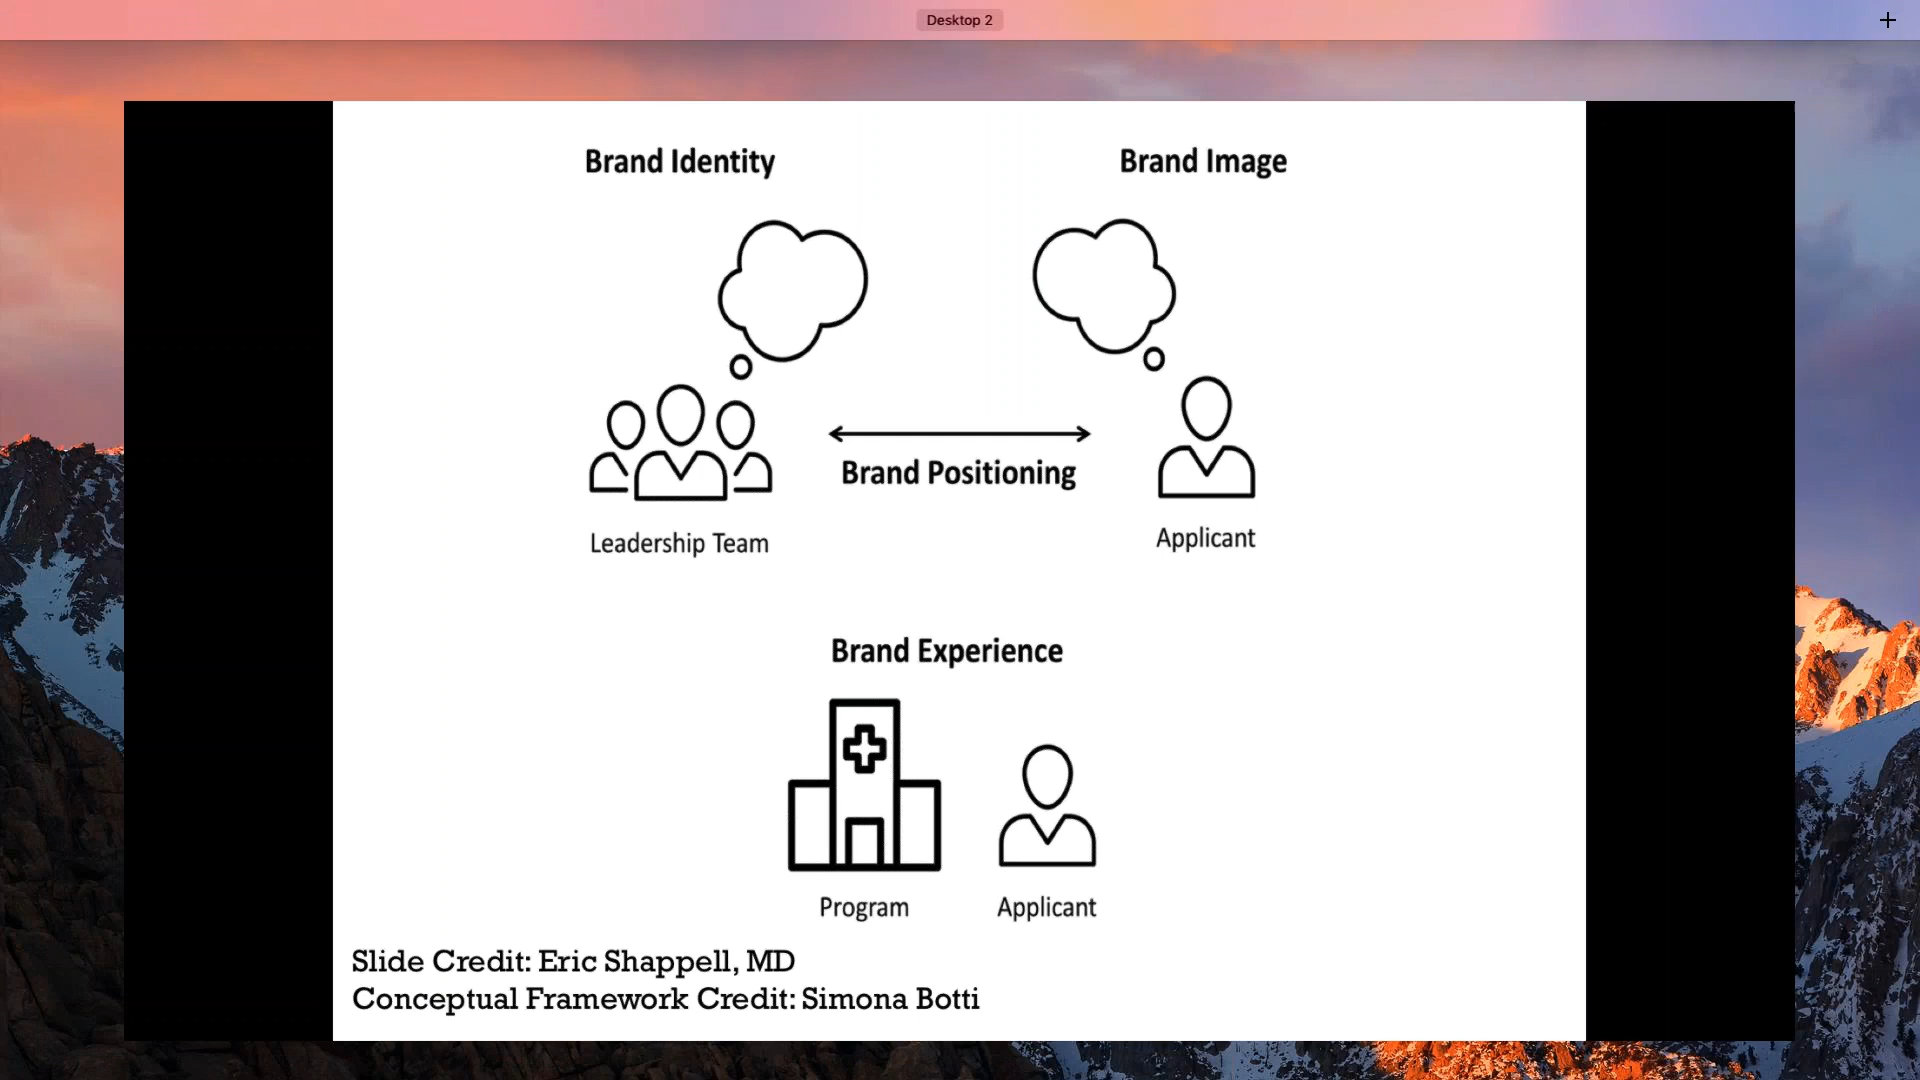 Desktop 2
Brand Identity
Brand Image
Brand Positioning
Leadership Team
Applicant
Brand Experience
Program
Applicant
Slide Credit: Eric Shappell, MD
Conceptual Framework Credit: Simona Botti